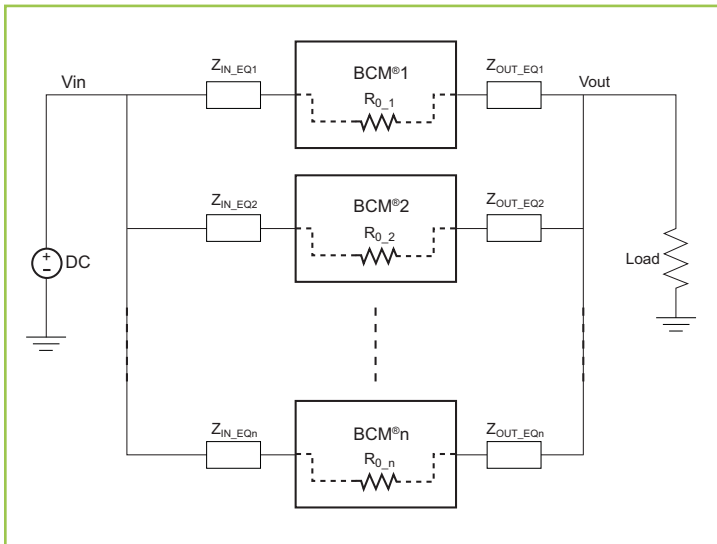 Vin
Z_IN_EQ1
BCM®1
R_0_1
Z_OUT_EQ1
Vout
Z_IN_EQ2
BCM®2
R_0_2
Z_OUT_EQ2
+
–
DC
Load
Z_IN_EQn
BCM®n
R_0_n
Z_OUT_EQn